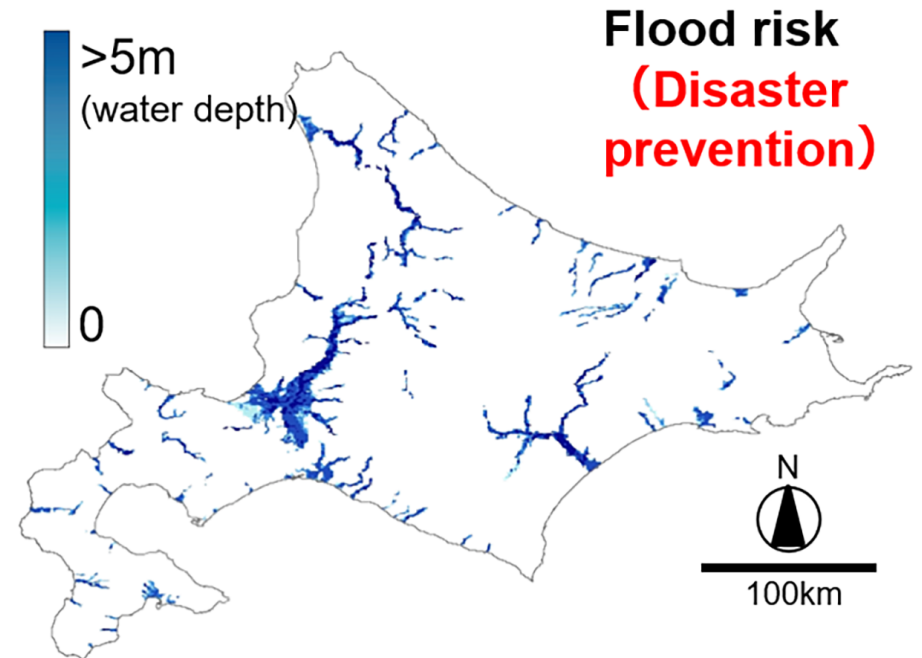 Flood risk
（Disaster
prevention）
>5m
(water depth)
0
N
100km